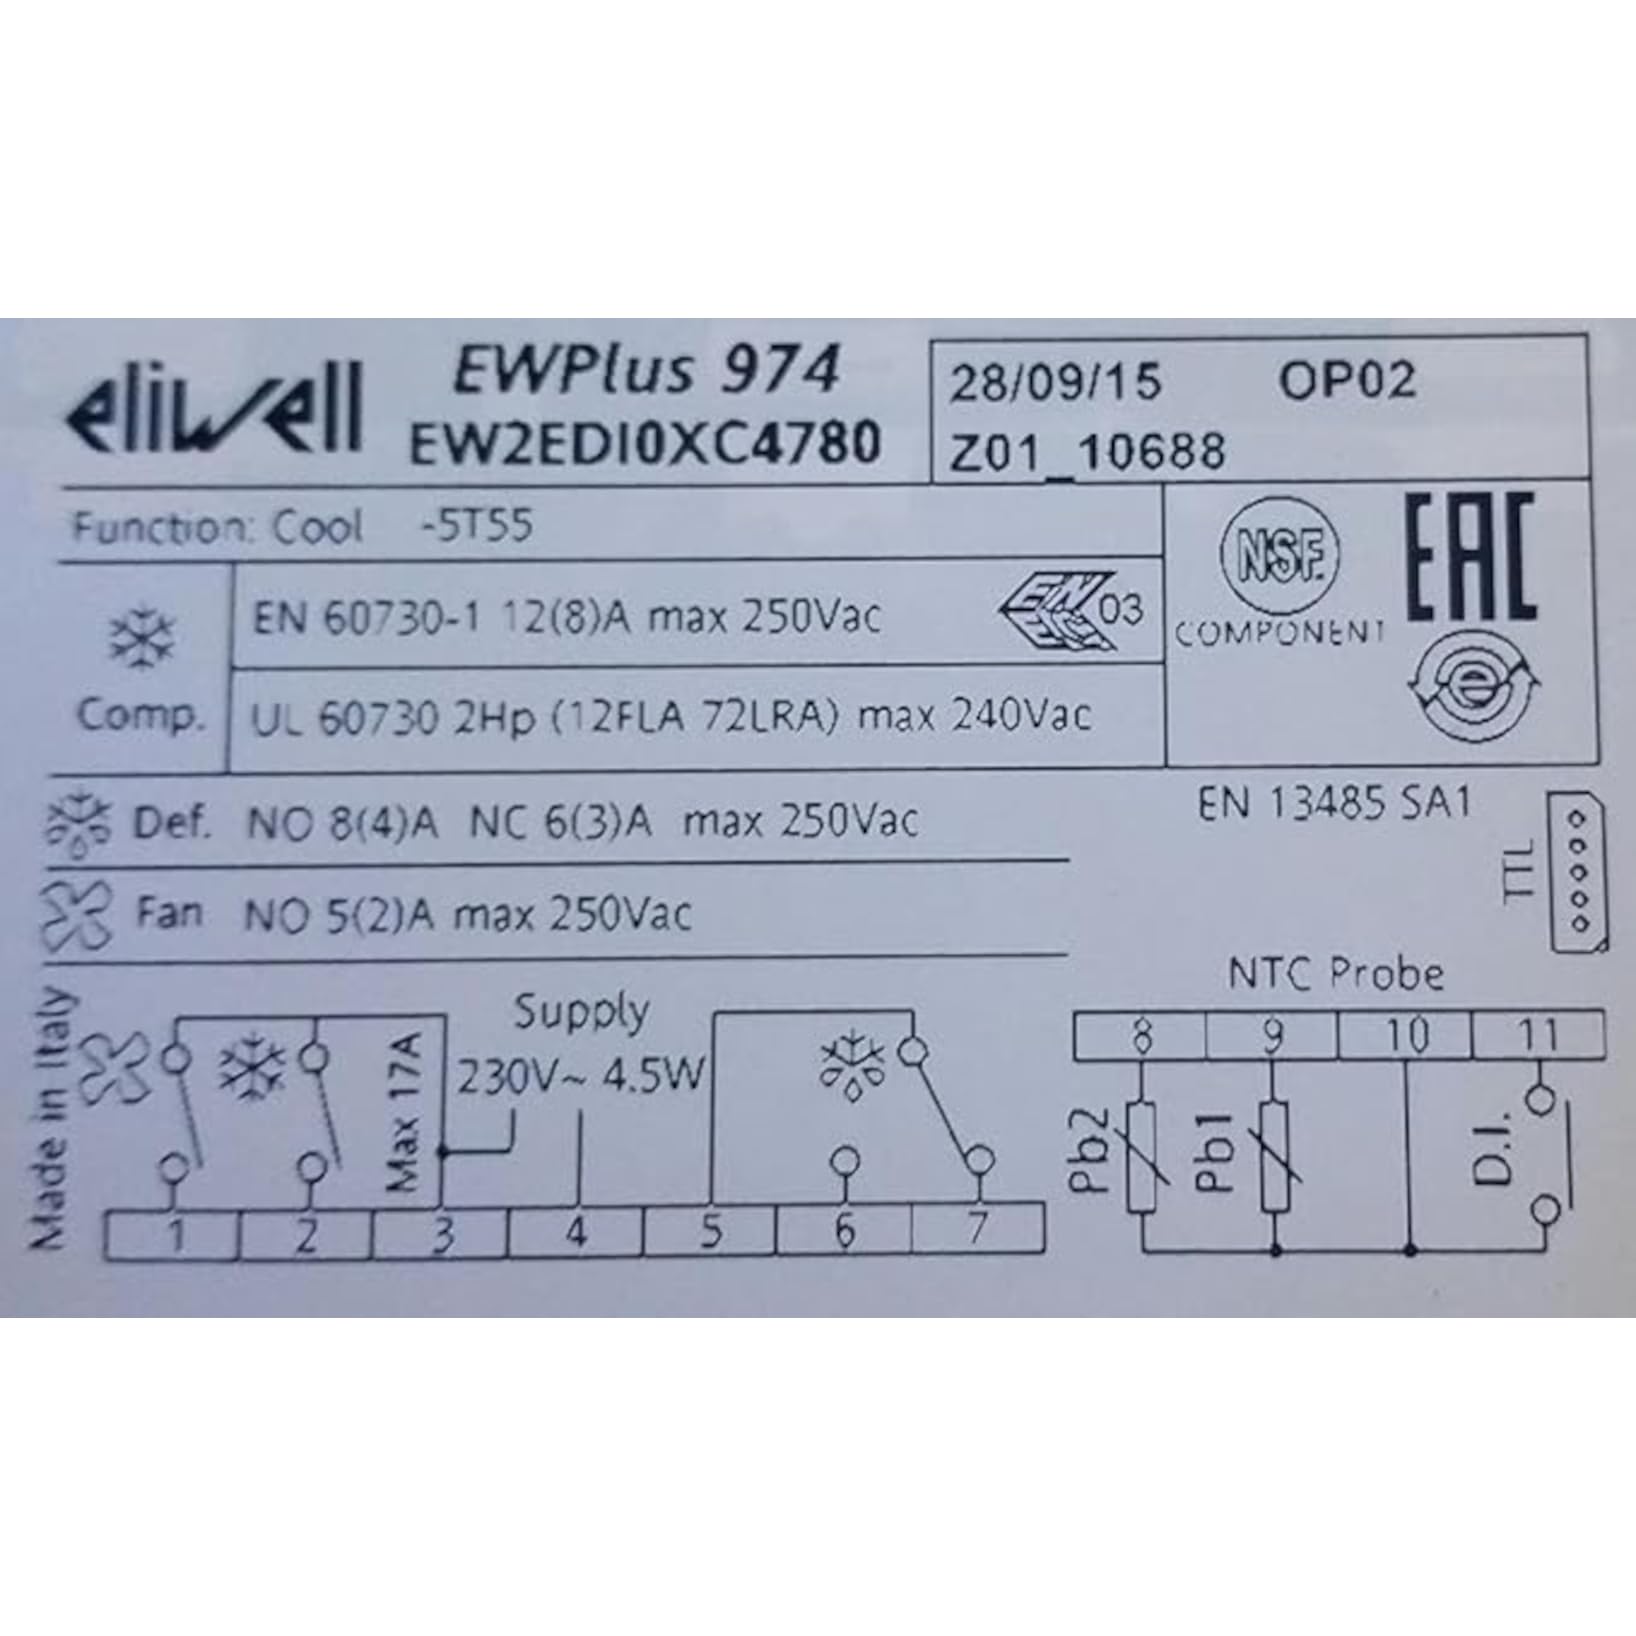 eliwell
EWPlus 974
EW2EDI0XC4780
28/09/15 OP02
Z01_10688
Function: Cool -5T55
NSF.
COMPONENT
EAC
Comp.
EN 60730-1 12(8)A max 250Vac
EN EC 03
UL 60730 2Hp (12FLA 72LRA) max 240Vac
e
Def. NO 8(4)A NC 6(3)A max 250Vac
EN 13485 SA1
TTL
Fan NO 5(2)A max 250Vac
NTC Probe
Made in Italy
Max 17A
Supply
230V~ 4.5W
8 9 10 11
Pb2 Pb1 D.I.
1 2 3 4 5 6 7